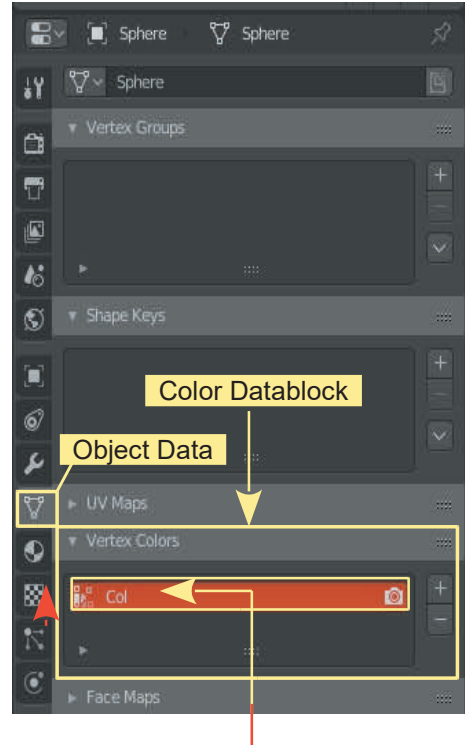 Sphere Sphere
Sphere
Vertex Groups
Shape Keys
Color Datablock
Object Data
UV Maps
Vertex Colors
Col
Face Maps